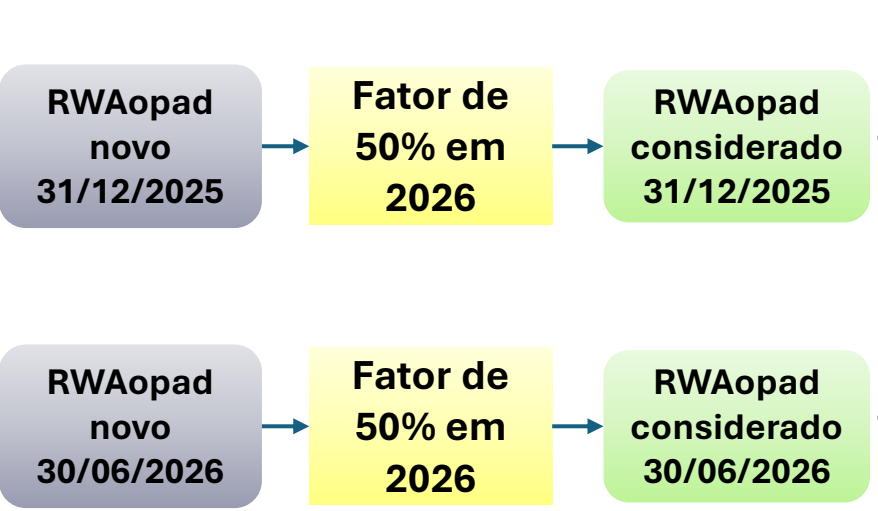 RWAopad
novo
31/12/2025
Fator de
50% em
2026
RWAopad
considerado
31/12/2025
RWAopad
novo
30/06/2026
Fator de
50% em
2026
RWAopad
considerado
30/06/2026